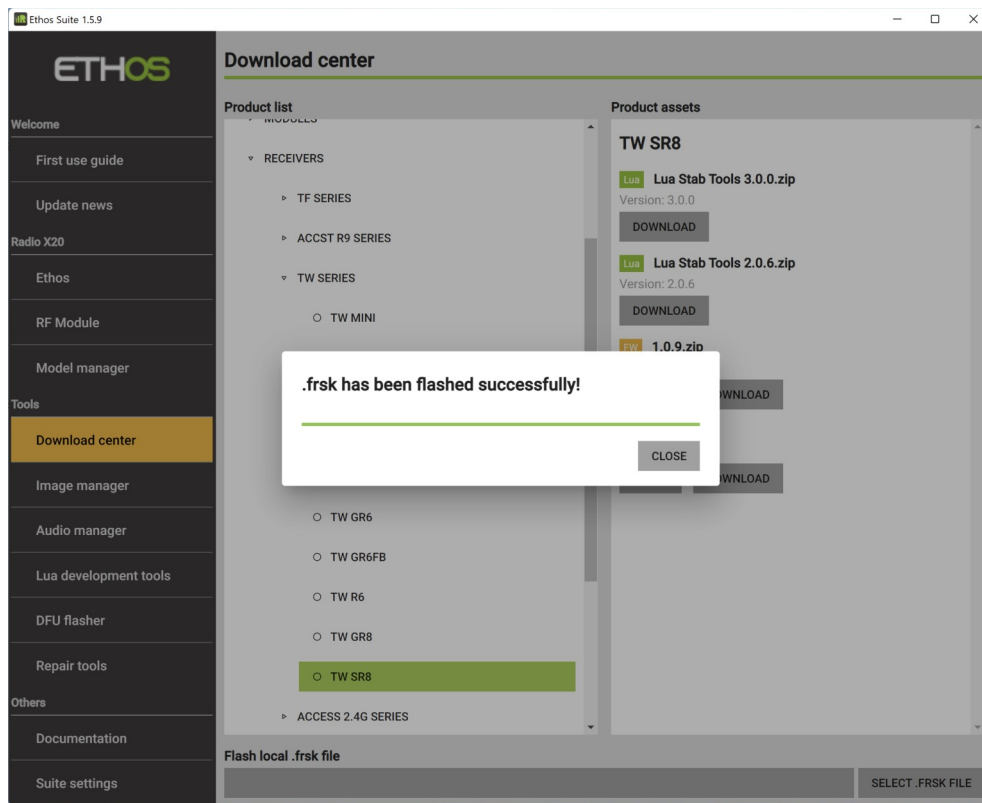 Ethos Suite 1.5.9
ETHOS
Welcome
First use guide
Update news
Radio X20
Ethos
RF Module
Model manager
Tools
Download center
Image manager
Audio manager
Lua development tools
DFU flasher
Repair tools
Others
Documentation
Suite settings
Download center
Product list
MODULES
RECEIVERS
TF SERIES
ACCST R9 SERIES
TW SERIES
TW MINI
TW GR6
TW GR6FB
TW R6
TW GR8
TW SR8
ACCESS 2.4G SERIES
Product assets
TW SR8
Lua Lua Stab Tools 3.0.0.zip
Version: 3.0.0
DOWNLOAD
Lua Lua Stab Tools 2.0.6.zip
Version: 2.0.6
DOWNLOAD
FW 1.0.9.zip
.frsk has been flashed successfully!
CLOSE
Flash local .frsk file
SELECT .FRSK FILE